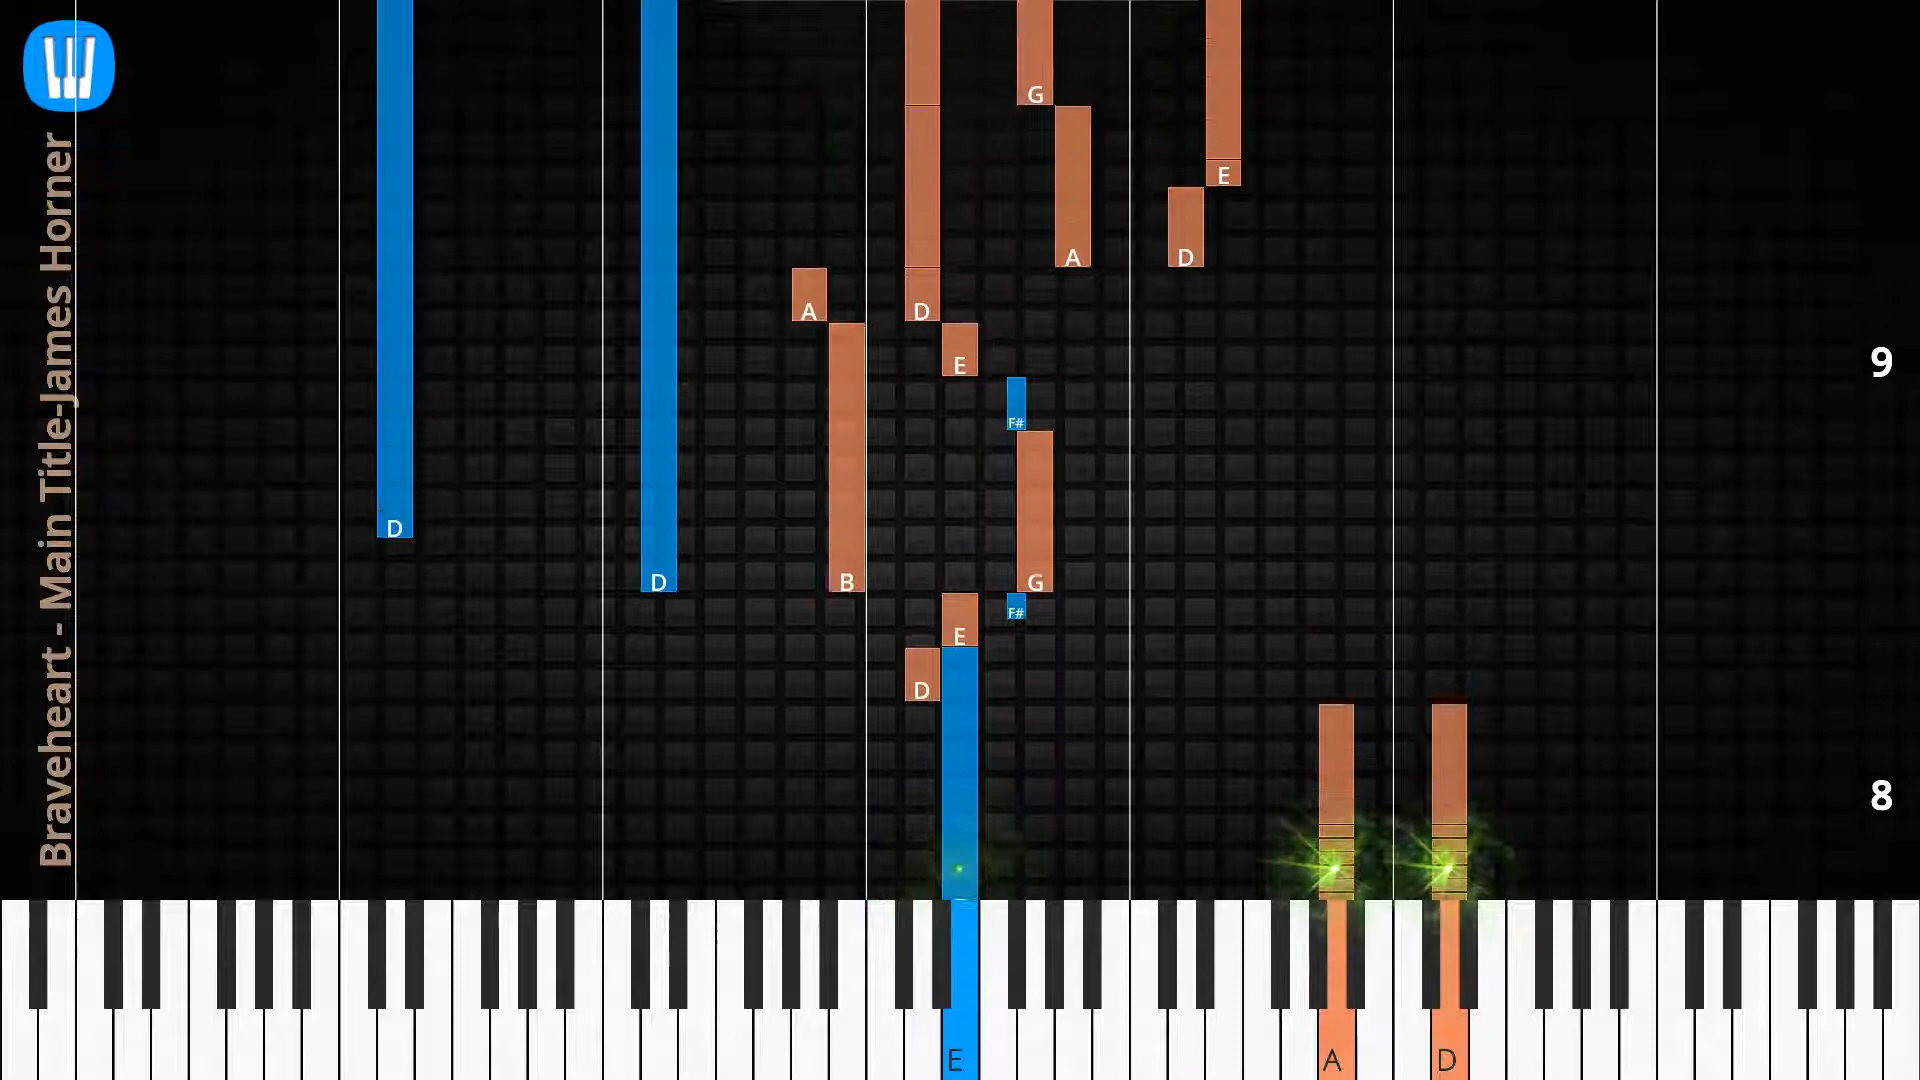 Braveheart - Main Title-James Horner
G
E
A
D
A
D
E
9
F#
D
D
B
G
F#
E
D
8
E
A
D